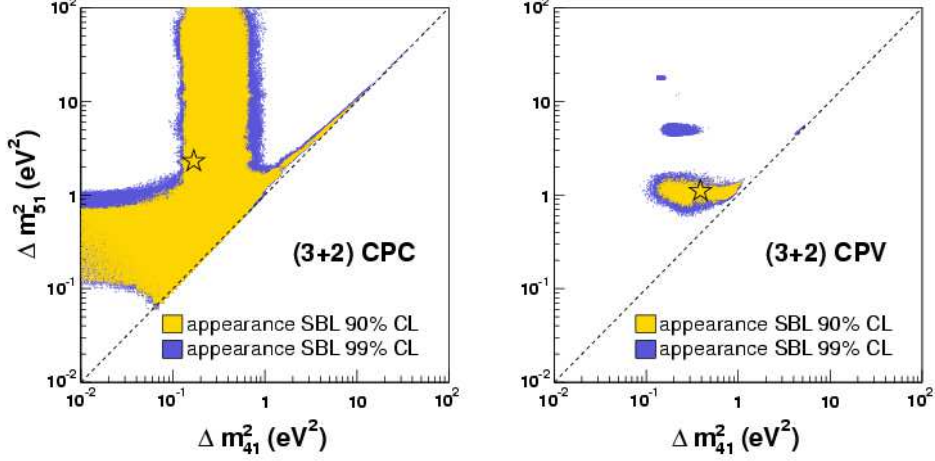 10²
10
1
10⁻¹
10⁻²
Δ m²₅₁ (eV²)
(3+2) CPC
appearance SBL 90% CL
appearance SBL 99% CL
10⁻² 10⁻¹ 1 10 10²
Δ m²₄₁ (eV²)
10²
10
1
10⁻¹
10⁻²
(3+2) CPV
appearance SBL 90% CL
appearance SBL 99% CL
10⁻² 10⁻¹ 1 10 10²
Δ m²₄₁ (eV²)